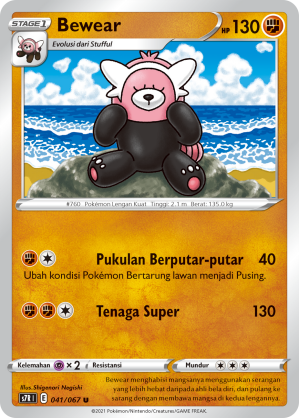 STAGE 1 Bewear HP 130
Evolusi dari Stufful
#760 Pokémon Lengan Kuat Tinggi: 2,1 m Berat: 135,0 kg
Pukulan Berputar-putar 40
Ubah kondisi Pokémon Bertarung lawan menjadi Pusing.
Tenaga Super 130
Kelemahan ×2 Resistansi Mundur
Illus. Shigenori Negishi
Bewear menghabisi mangsianya menggunakan serangan
yang lebih hebat daripada ahli bela diri, dan pulang ke
sarang dengan membawa mangsa di kedua lengannya.
S7R I E 041/067 U
©2021 Pokémon/Nintendo/Creatures/GAME FREAK.